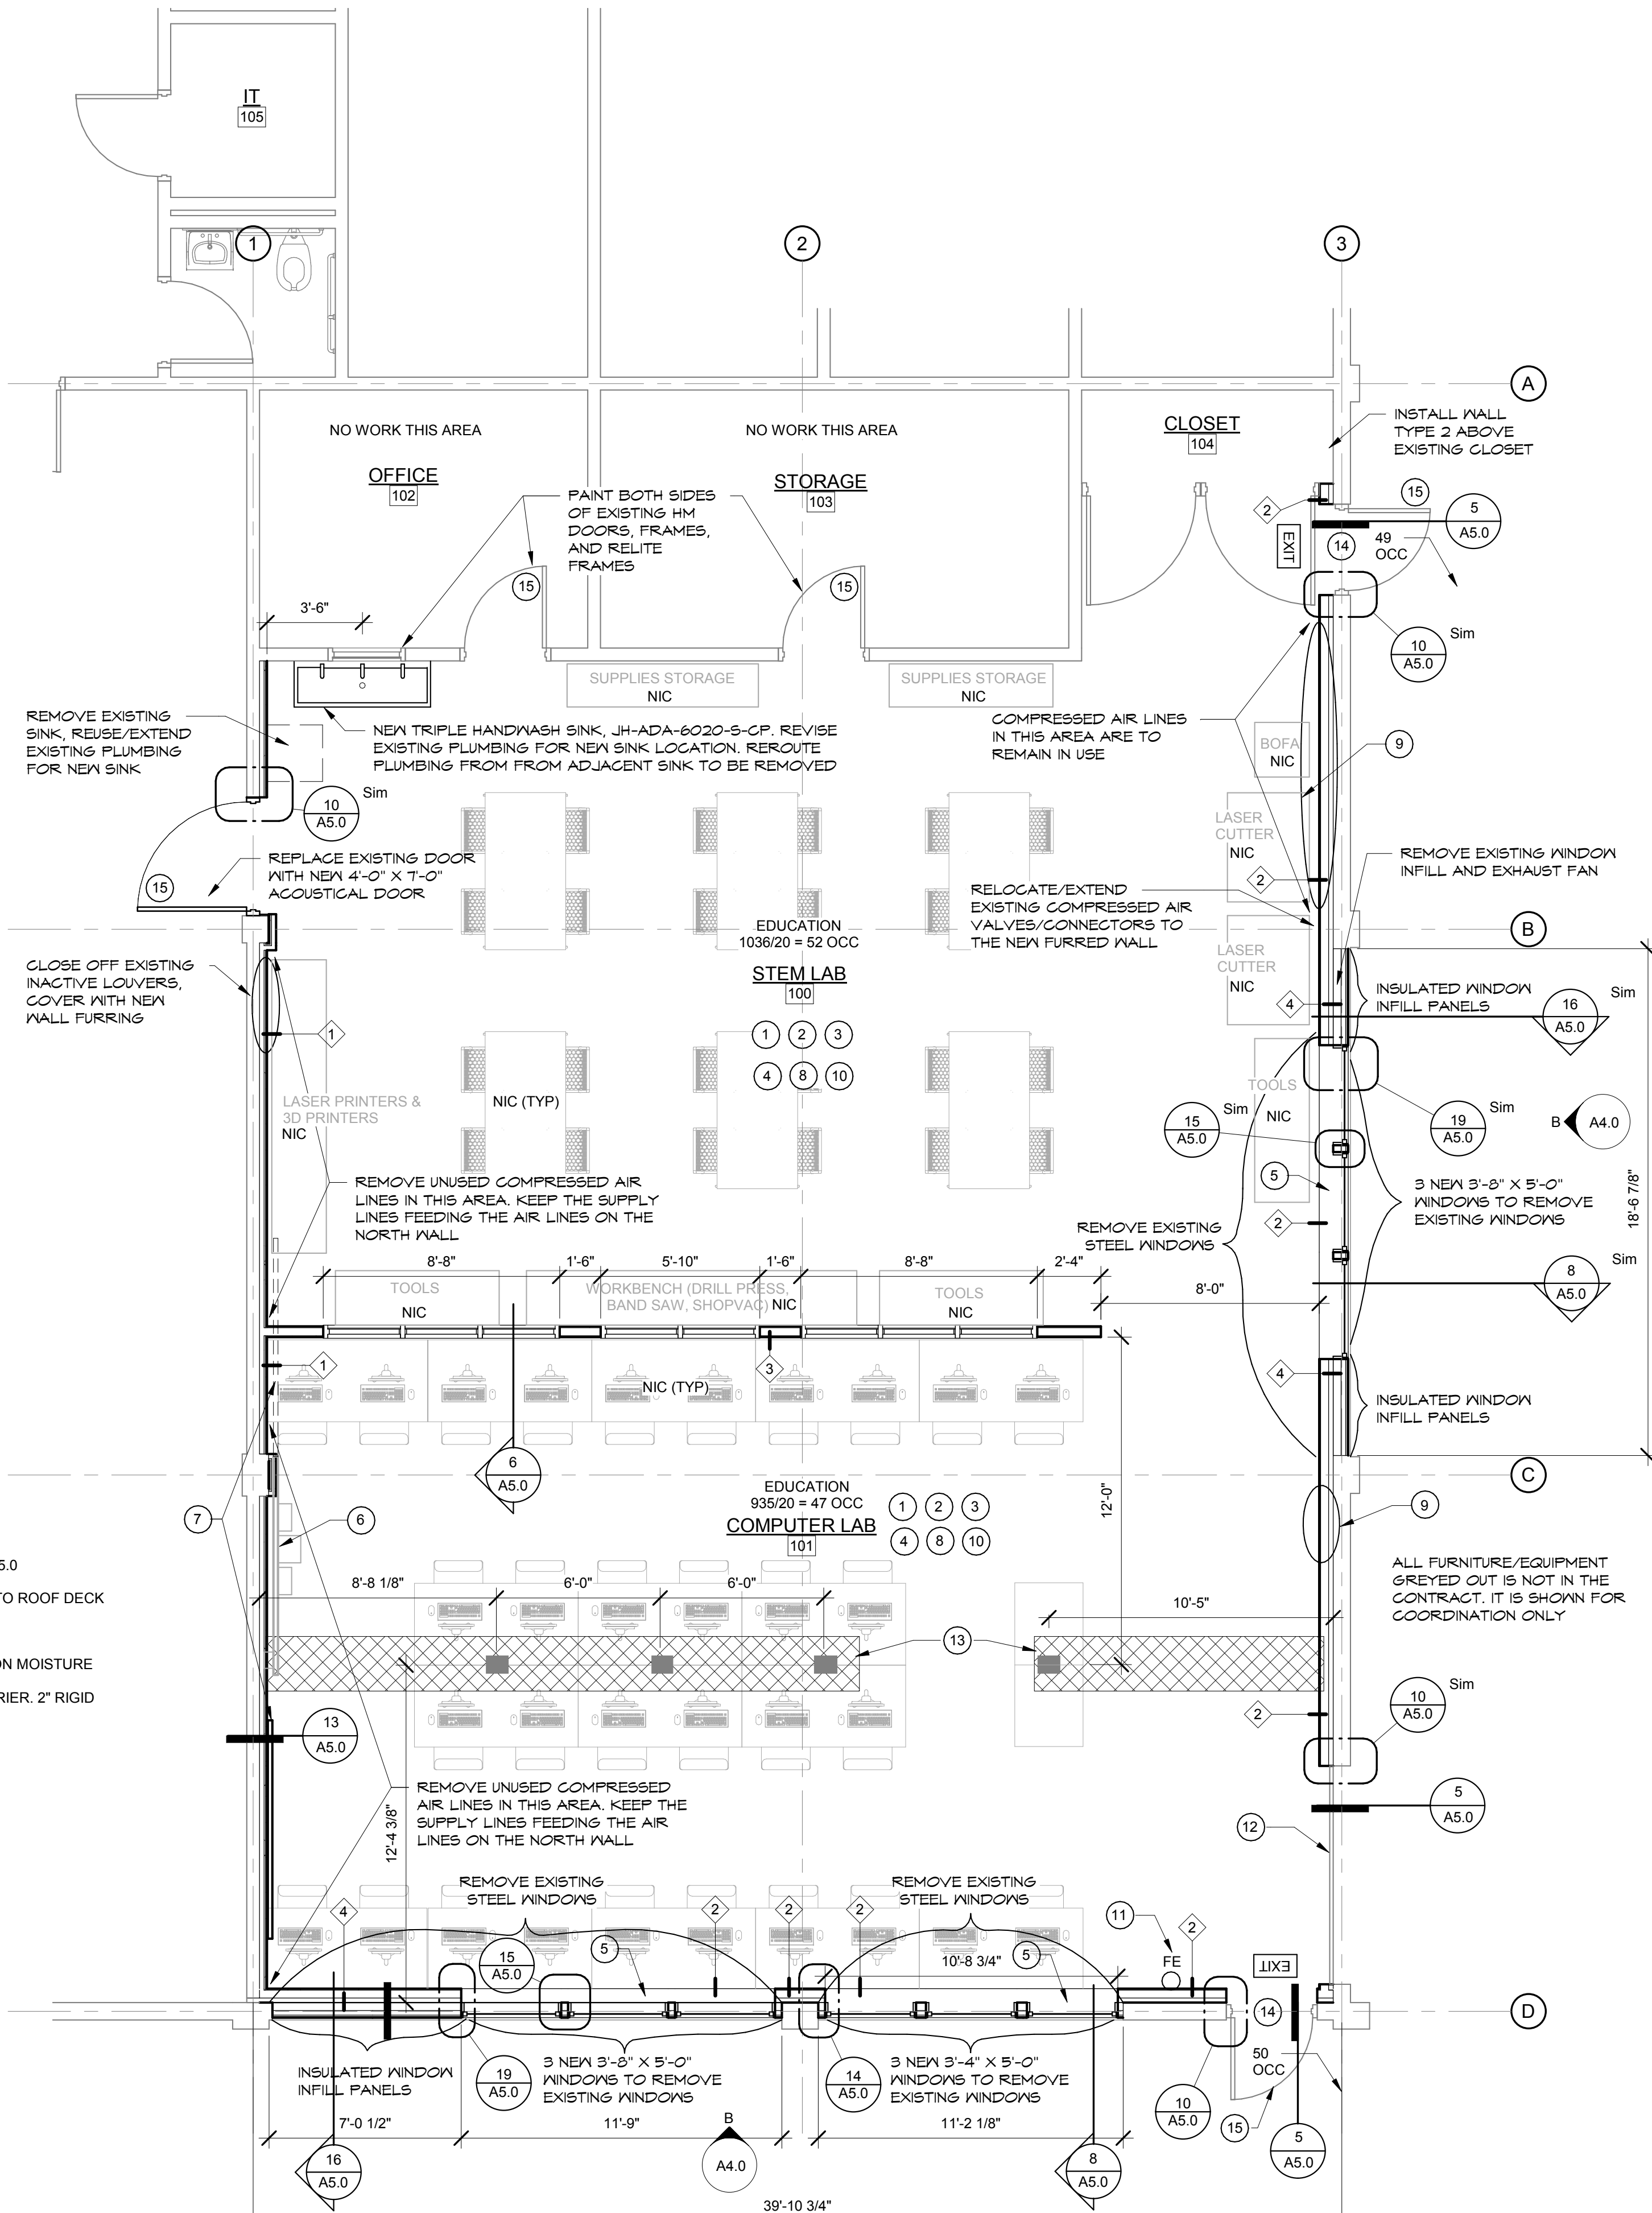 IT
105
1
2
3
A
NO WORK THIS AREA
NO WORK THIS AREA
CLOSET
104
INSTALL WALL
TYPE 2 ABOVE
EXISTING CLOSET
OFFICE
102
STORAGE
103
PAINT BOTH SIDES
OF EXISTING HM
DOORS, FRAMES,
AND RELITE
FRAMES
15
15
2
EXIT
14
15
49
OCC
5
A5.0
3'-6"
10
A5.0
Sim
SUPPLIES STORAGE
NIC
SUPPLIES STORAGE
NIC
REMOVE EXISTING
SINK, REUSE/EXTEND
EXISTING PLUMBING
FOR NEW SINK
NEW TRIPLE HANDWASH SINK, JH-ADA-6020-S-CP. REVISE
EXISTING PLUMBING FOR NEW SINK LOCATION. REROUTE
PLUMBING FROM FROM ADJACENT SINK TO BE REMOVED
COMPRESSED AIR LINES
IN THIS AREA ARE TO
REMAIN IN USE
BOFA
NIC
9
10
A5.0
Sim
LASER
CUTTER
NIC
REPLACE EXISTING DOOR
WITH NEW 4'-0" X 7'-0"
ACOUSTICAL DOOR
15
2
REMOVE EXISTING WINDOW
INFILL AND EXHAUST FAN
RELOCATE/EXTEND
EXISTING COMPRESSED AIR
VALVES/CONNECTORS TO
THE NEW FURRED WALL
EDUCATION
1036/20 = 52 OCC
B
LASER
CUTTER
NIC
CLOSE OFF EXISTING
INACTIVE LOUVERS,
COVER WITH NEW
WALL FURRING
STEM LAB
100
1
2
3
4
8
10
1
4
INSULATED WINDOW
INFILL PANELS
16
A5.0
Sim
TOOLS
NIC
LASER PRINTERS &
3D PRINTERS
NIC
NIC (TYP)
15
A5.0
Sim
19
A5.0
Sim
B
A4.0
5
REMOVE UNUSED COMPRESSED AIR
LINES IN THIS AREA. KEEP THE SUPPLY
LINES FEEDING THE AIR LINES ON THE
NORTH WALL
3 NEW 3'-8" X 5'-0"
WINDOWS TO REMOVE
EXISTING WINDOWS
18'-6 7/8"
2
REMOVE EXISTING
STEEL WINDOWS
8'-8"
1'-6"
5'-10"
1'-6"
8'-8"
2'-4"
8'-0"
8
A5.0
Sim
TOOLS
NIC
WORKBENCH (DRILL PRESS,
BAND SAW, SHOPVAC)
NIC
TOOLS
NIC
1
3
4
NIC (TYP)
INSULATED WINDOW
INFILL PANELS
6
A5.0
C
EDUCATION
935/20 = 47 OCC
COMPUTER LAB
101
1
2
3
4
8
10
12'-0"
9
7
6
ALL FURNITURE/EQUIPMENT
GREYED OUT IS NOT IN THE
CONTRACT. IT IS SHOWN FOR
COORDINATION ONLY
5.0
TO ROOF DECK
ON MOISTURE
RIER. 2" RIGID
8'-8 1/8"
6'-0"
6'-0"
10'-5"
13
10
A5.0
Sim
2
13
A5.0
12'-4 3/8"
REMOVE UNUSED COMPRESSED
AIR LINES IN THIS AREA. KEEP THE
SUPPLY LINES FEEDING THE AIR
LINES ON THE NORTH WALL
5
A5.0
12
REMOVE EXISTING
STEEL WINDOWS
REMOVE EXISTING
STEEL WINDOWS
4
2
2
2
11
2
FE
15
A5.0
5
10'-8 3/4"
5
EXIT
14
D
INSULATED WINDOW
INFILL PANELS
19
A5.0
3 NEW 3'-8" X 5'-0"
WINDOWS TO REMOVE
EXISTING WINDOWS
14
A5.0
3 NEW 3'-4" X 5'-0"
WINDOWS TO REMOVE
EXISTING WINDOWS
50
OCC
10
A5.0
15
5
A5.0
7'-0 1/2"
11'-9"
11'-2 1/8"
16
A5.0
B
A4.0
8
A5.0
39'-10 3/4"